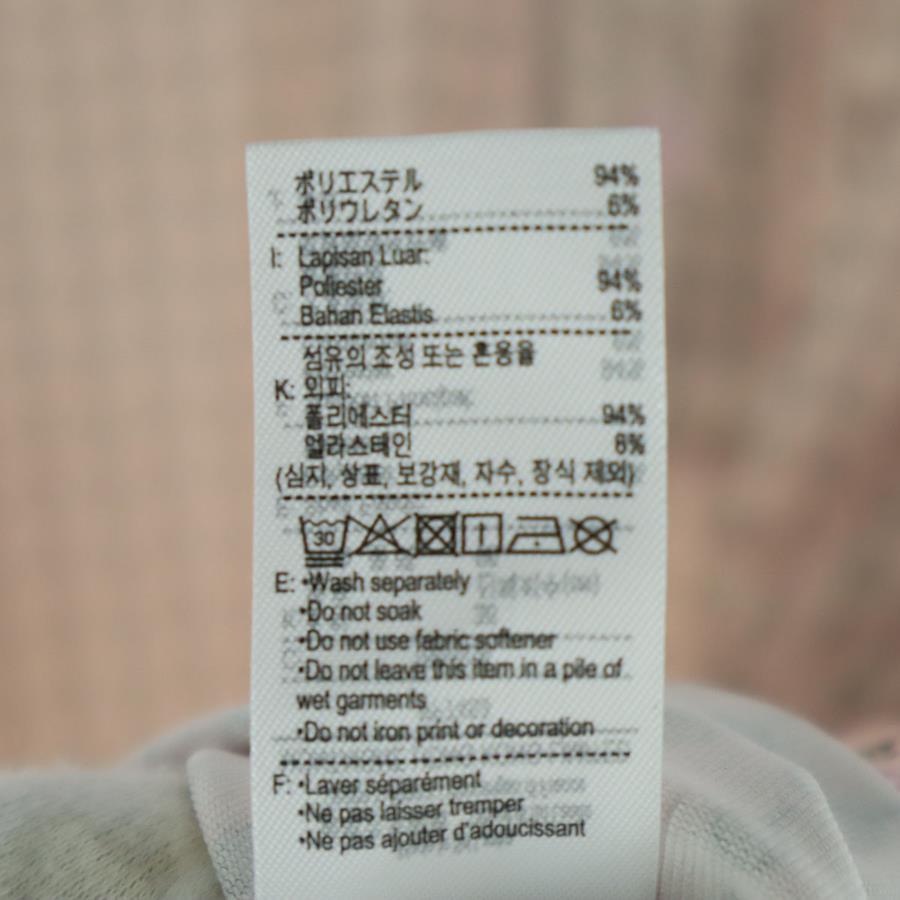 ポリエステル 94%
ポリウレタン 6%
I: Lapisan Luar:
Poliester 94%
Bahan Elastis 6%
섬유의 조성 또는 혼용율
K: 외피:
폴리에스터 94%
엘라스테인 6%
(심지, 상표, 보강재, 자수, 장식 제외)
30
E: •Wash separately
•Do not soak
•Do not use fabric softener
•Do not leave this item in a pile of
wet garments
•Do not iron print or decoration
F: •Laver séparément
•Ne pas laisser tremper
•Ne pas ajouter d'adoucissant